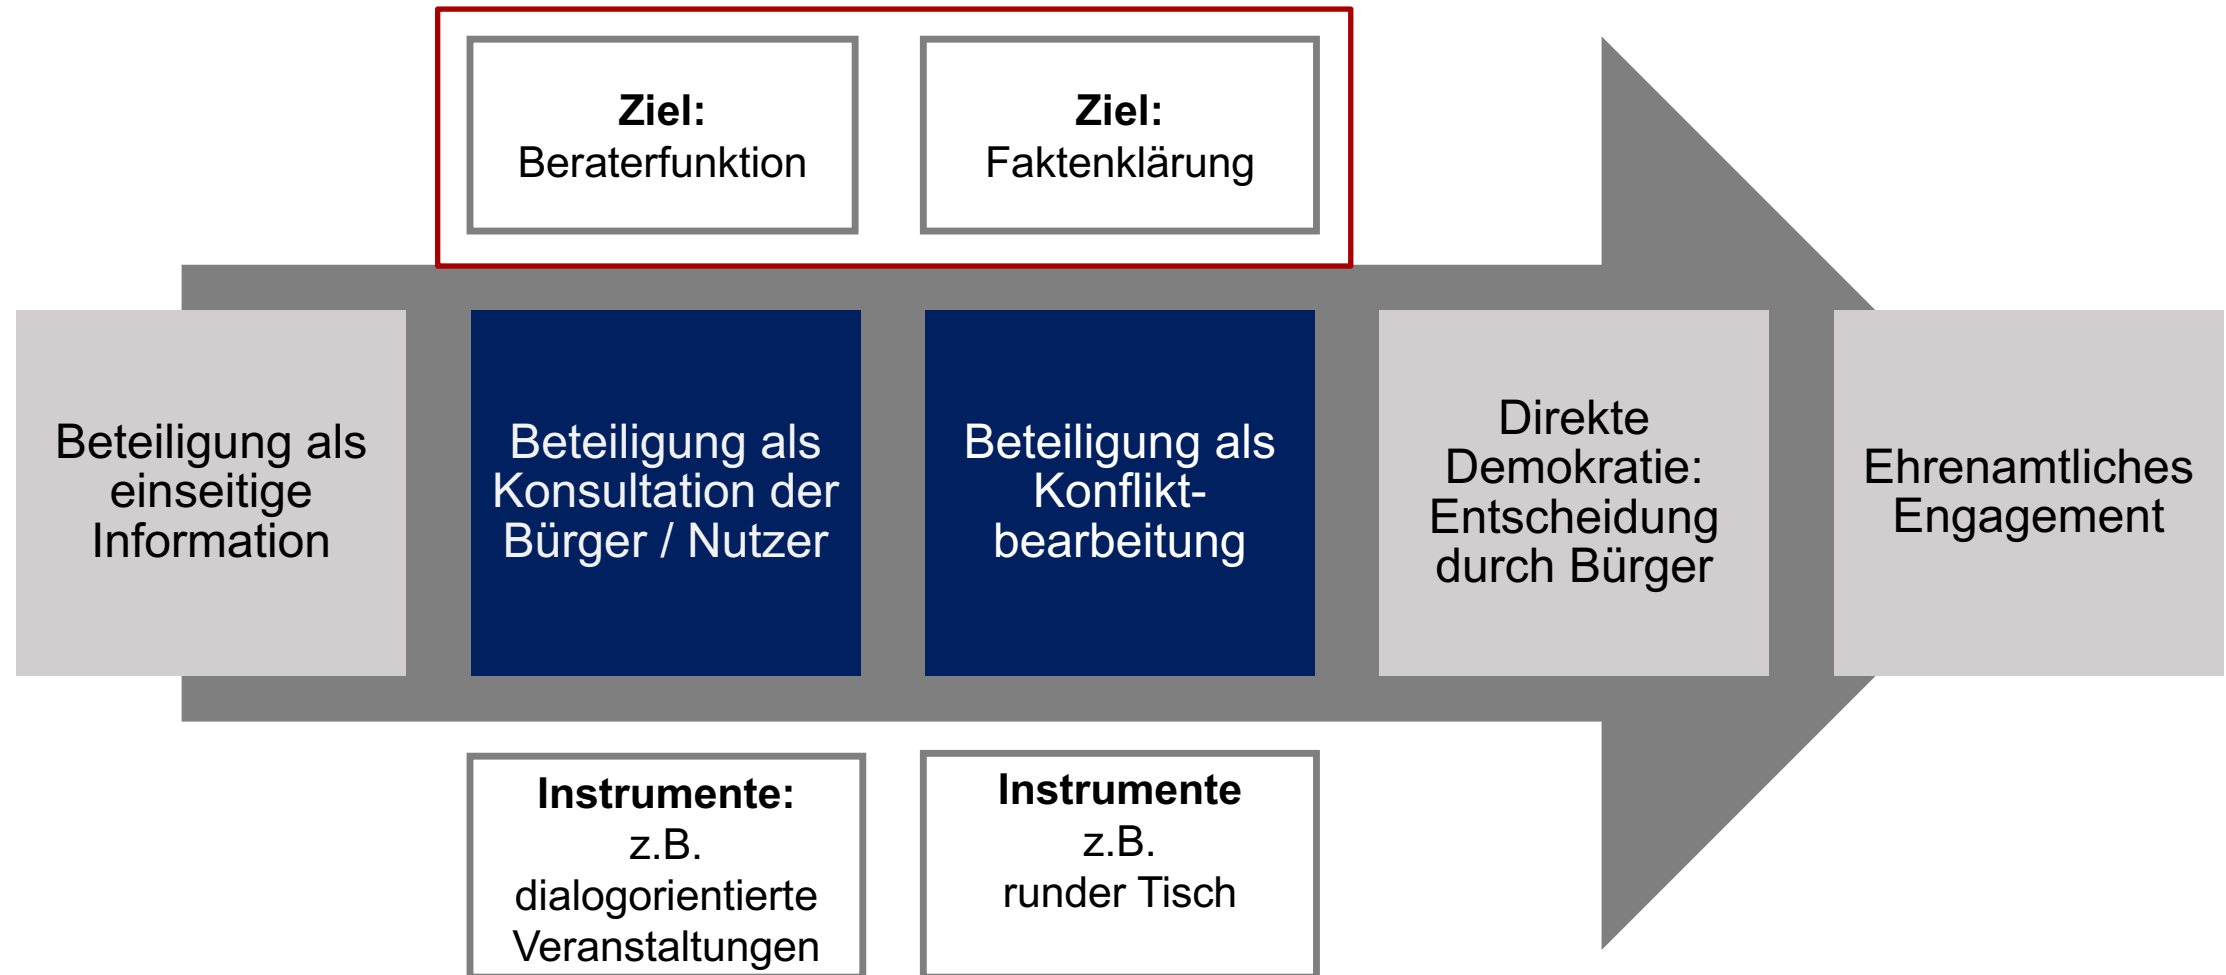 Ziel:
Beraterfunktion
Ziel:
Faktenklärung
Beteiligung als
einseitige
Information
Beteiligung als
Konsultation der
Bürger / Nutzer
Beteiligung als
Konflikt-
bearbeitung
Direkte
Demokratie:
Entscheidung
durch Bürger
Ehrenamtliches
Engagement
Instrumente:
z.B.
dialogorientierte
Veranstaltungen
Instrumente
z.B.
runder Tisch